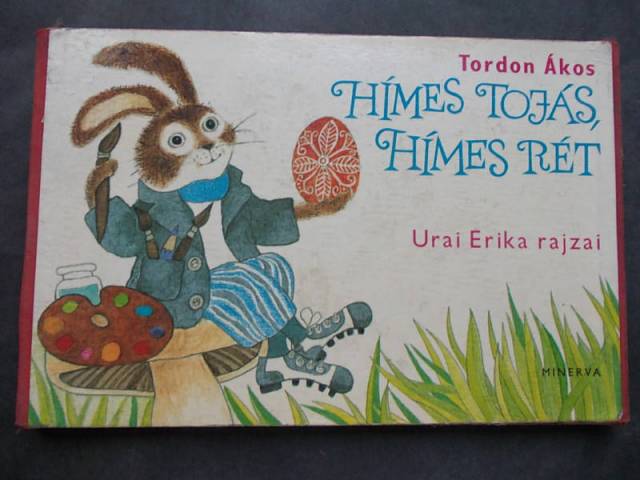 Tordon Ákos
HÍMES TOJÁS,
HÍMES RÉT
Urai Erika rajzai
MINERVA